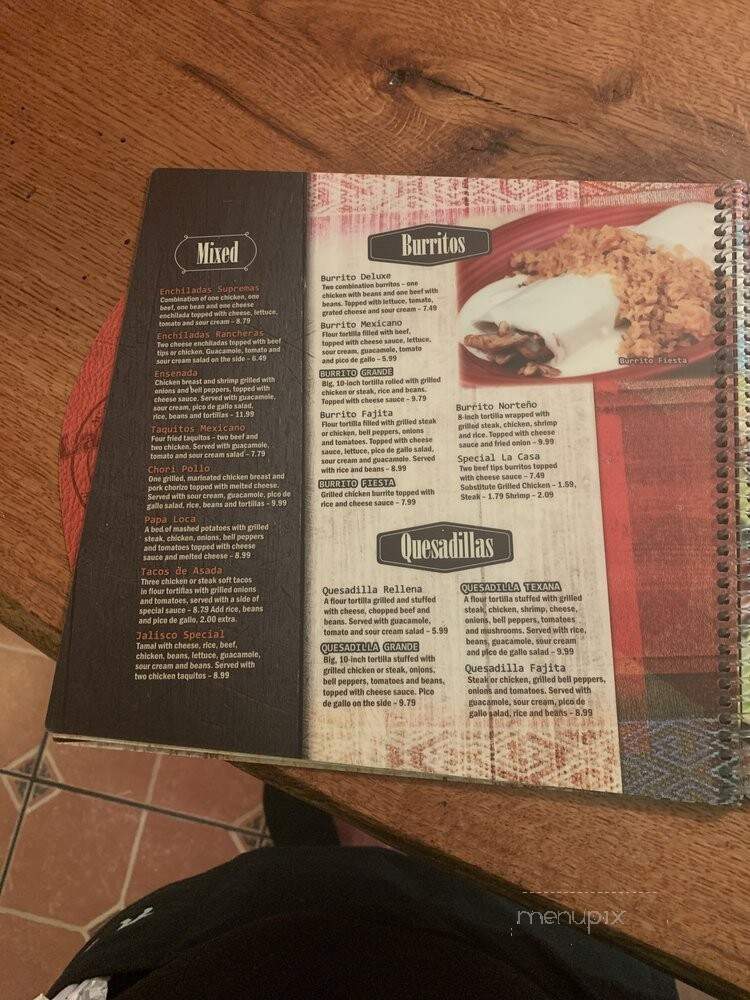 Mixed
Enchiladas Supremas
Combination of one chicken, one
beef, one bean and one cheese
enchilada topped with cheese, lettuce,
tomato and sour cream – 8.79
Enchiladas Rancheras
Two cheese enchiladas topped with beef
tips or chicken. Guacamole, tomato and
sour cream salad on the side – 6.49
Ensenada
Chicken breast and shrimp grilled with
onions and bell peppers, topped with
cheese sauce. Served with guacamole,
sour cream, pico de gallo salad,
rice, beans and tortillas – 11.99
Taquitos Mexicano
Four fried taquitos – two beef and
two chicken. Served with guacamole,
tomato and sour cream salad – 7.79
Chori Pollo
One grilled, marinated chicken breast and
pork chorizo topped with melted cheese.
Served with sour cream, guacamole, pico de
gallo salad, rice, beans and tortillas – 9.99
Papa Loca
A bed of mashed potatoes with grilled
steak, chicken, onions, bell peppers
and tomatoes topped with cheese
sauce and melted cheese – 8.99
Tacos de Asada
Three chicken or steak soft tacos
in flour tortillas with grilled onions
and tomatoes, served with a side of
special sauce – 8.79 Add rice, beans
and pico de gallo, 2.00 extra.
Jalisco Special
Tamal with cheese, rice, beef,
chicken, beans, lettuce, guacamole,
sour cream and beans. Served with
two chicken taquitos – 8.99
Burritos
Burrito Deluxe
Two combination burritos – one
chicken with beans and one beef with
beans. Topped with lettuce, tomato,
grated cheese and sour cream – 7.49
Burrito Mexicano
Flour tortilla filled with beef,
topped with cheese sauce, lettuce,
sour cream, guacamole, tomato
and pico de gallo – 5.99
BURRITO GRANDE
Big, 10-inch tortilla rolled with grilled
chicken or steak, rice and beans.
Topped with cheese sauce – 9.79
Burrito Fajita
Flour tortilla filled with grilled steak
or chicken, bell peppers, onions
and tomatoes. Topped with cheese
sauce, lettuce, pico de gallo salad,
sour cream and guacamole. Served
with rice and beans – 8.99
BURRITO FIESTA
Grilled chicken burrito topped with
rice and cheese sauce – 7.99
Burrito Fiesta
Burrito Norteño
8-inch tortilla wrapped with
grilled steak, chicken, shrimp
and rice. Topped with cheese
sauce and fried onion – 9.99
Special La Casa
Two beef tips burritos topped
with cheese sauce – 7.49
Substitute Grilled Chicken – 1.59,
Steak – 1.79 Shrimp – 2.09
Quesadillas
Quesadilla Rellena
A flour tortilla grilled and stuffed
with cheese, chopped beef and
beans. Served with guacamole,
tomato and sour cream salad – 5.99
QUESADILLA GRANDE
Big, 10-inch tortilla stuffed with
grilled chicken or steak, onions,
bell peppers, tomatoes and beans,
topped with cheese sauce. Pico
de gallo on the side – 9.79
QUESADILLA TEXANA
A flour tortilla stuffed with grilled
steak, chicken, shrimp, cheese,
onions, bell peppers, tomatoes
and mushrooms. Served with rice,
beans, guacamole, sour cream
and pico de gallo salad – 9.99
Quesadilla Fajita
Steak or chicken, grilled bell peppers,
onions and tomatoes. Served with
guacamole, sour cream, pico de
gallo salad, rice and beans – 8.99
menupix